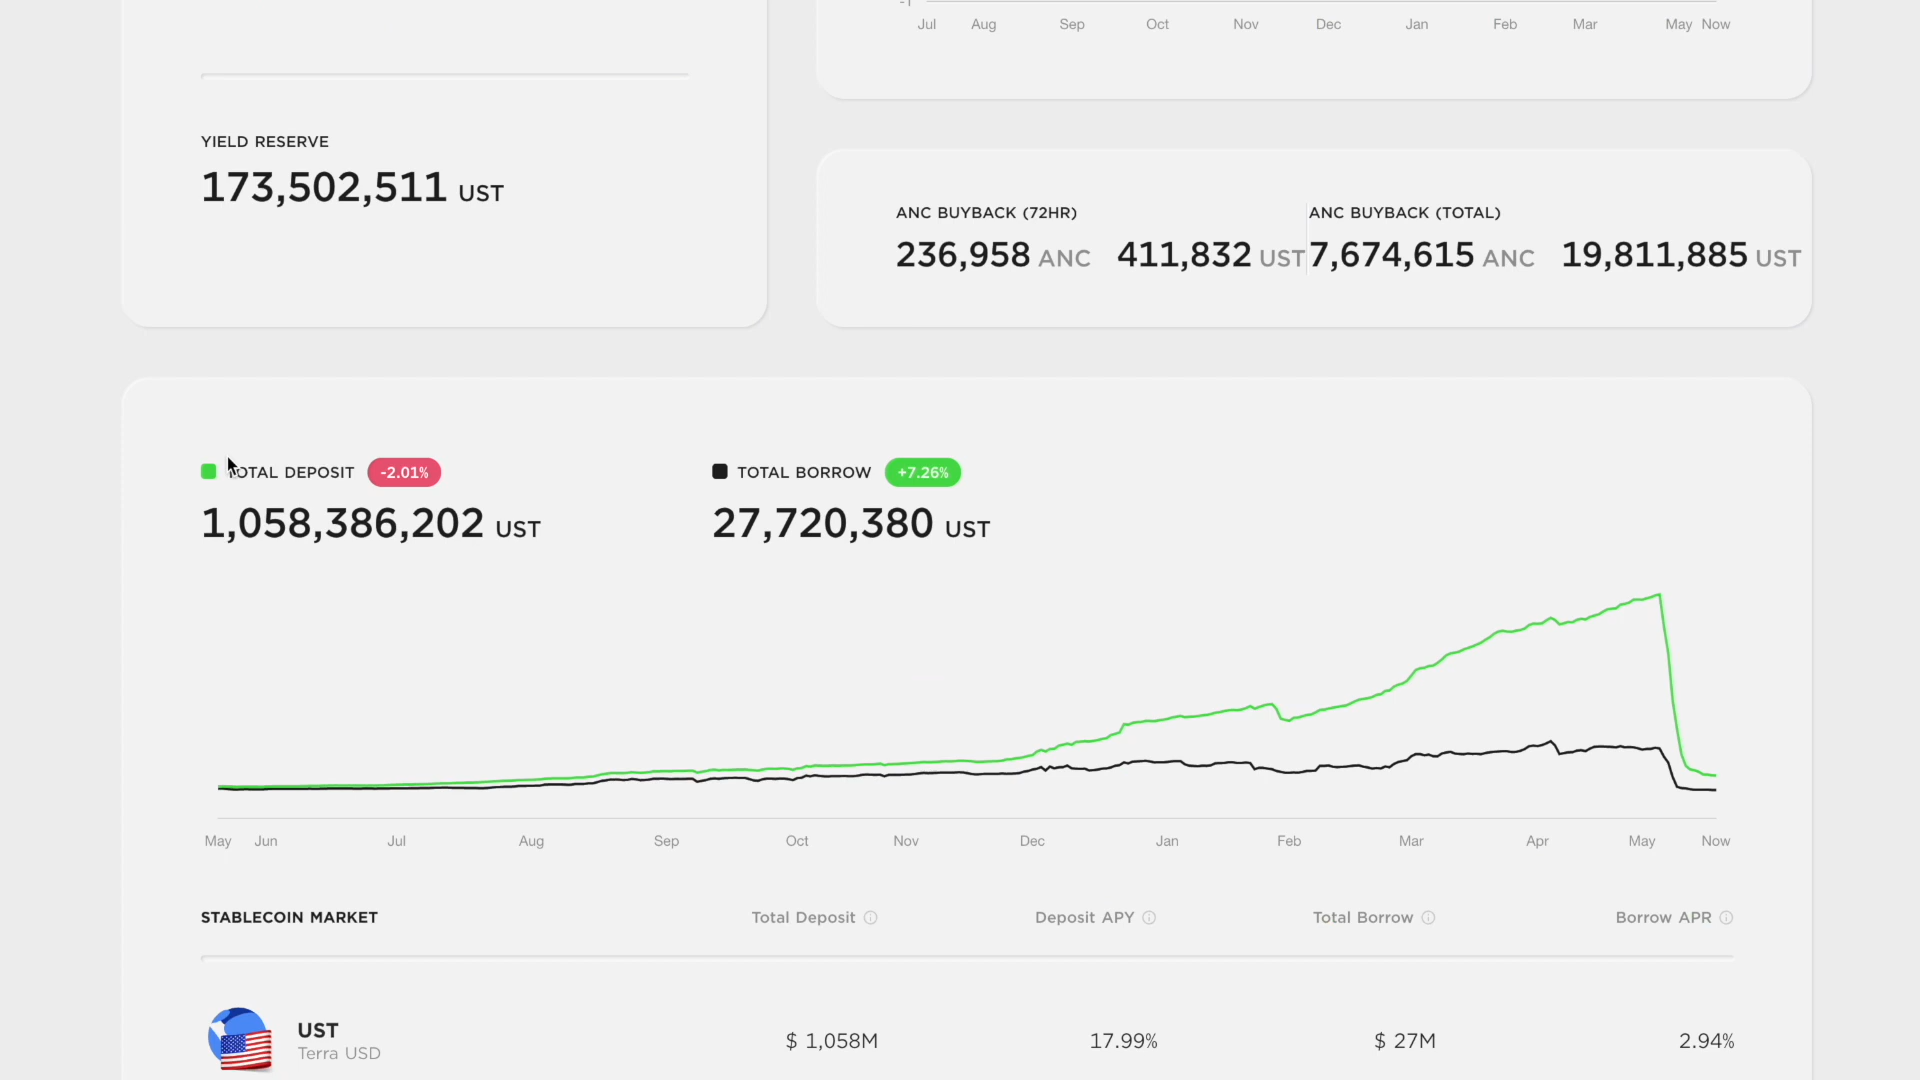 -1
Jul Aug Sep Oct Nov Dec Jan Feb Mar May Now
YIELD RESERVE
173,502,511 UST
ANC BUYBACK (72HR)
236,958 ANC 411,832 UST
ANC BUYBACK (TOTAL)
7,674,615 ANC 19,811,885 UST
TOTAL DEPOSIT -2.01%
1,058,386,202 UST
TOTAL BORROW +7.26%
27,720,380 UST
May Jun Jul Aug Sep Oct Nov Dec Jan Feb Mar Apr May Now
STABLECOIN MARKET Total Deposit Deposit APY Total Borrow Borrow APR
UST
Terra USD
$ 1,058M 17.99% $ 27M 2.94%